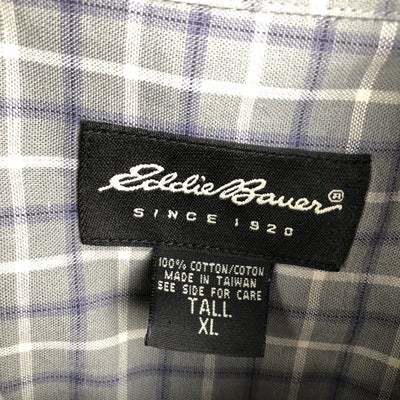 Eddie Bauer®
SINCE 1920
100% COTTON/COTON
MADE IN TAIWAN
SEE SIDE FOR CARE
TALL
XL